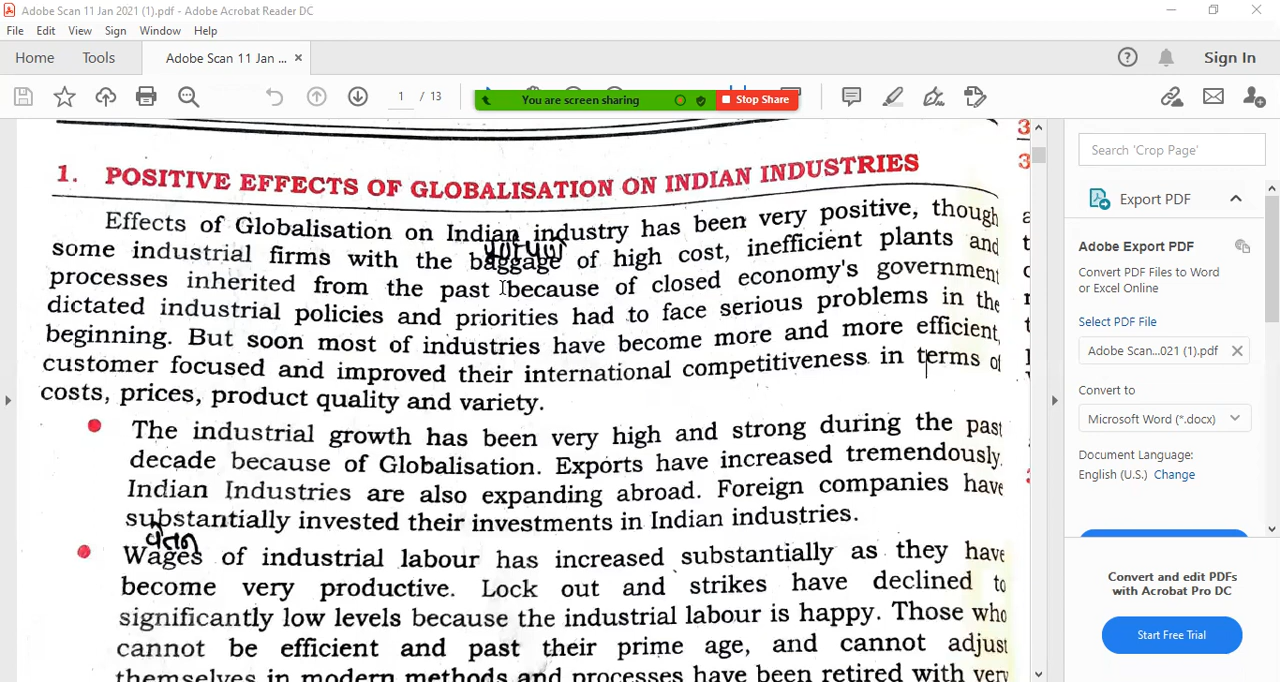 Adobe Scan 11 Jan 2021 (1).pdf - Adobe Acrobat Reader DC
File Edit View Sign Window Help
Home Tools Adobe Scan 11 Jan ... × Sign In
1 / 13
You are screen sharing Stop Share
1. POSITIVE EFFECTS OF GLOBALISATION ON INDIAN INDUSTRIES
Effects of Globalisation on Indian industry has been very positive, though
some industrial firms with the baggage of high cost, inefficient plants and
processes inherited from the past because of closed economy's government
dictated industrial policies and priorities had to face serious problems in the
beginning. But soon most of industries have become more and more efficient,
customer focused and improved their international competitiveness in terms of
costs, prices, product quality and variety.
The industrial growth has been very high and strong during the past
decade because of Globalisation. Exports have increased tremendously.
Indian Industries are also expanding abroad. Foreign companies have
substantially invested their investments in Indian industries.
वेतन
Wages of industrial labour has increased substantially as they have
become very productive. Lock out and strikes have declined to
significantly low levels because the industrial labour is happy. Those who
cannot be efficient and past their prime age, and cannot adjust
themselves in modern methods and processes have been retired with very
Search 'Crop Page'
Export PDF
Adobe Export PDF
Convert PDF Files to Word
or Excel Online
Select PDF File
Adobe Scan...021 (1).pdf
Convert to
Microsoft Word (*.docx)
Document Language:
English (U.S.) Change
Convert and edit PDFs
with Acrobat Pro DC
Start Free Trial